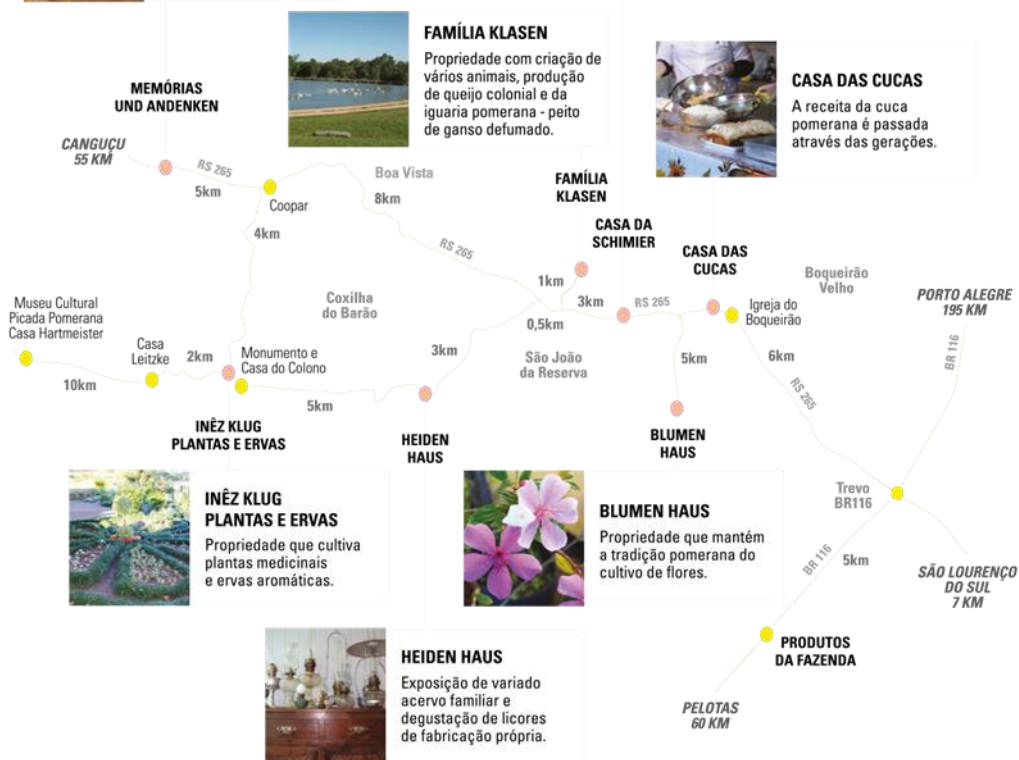 FAMÍLIA KLASEN
Propriedade com criação de
vários animais, produção
de queijo colonial e da
iguaria pomerana - peito
de ganso defumado.
CASA DAS CUCAS
A receita da cuca
pomerana é passada
através das gerações.
MEMÓRIAS
UND ANDENKEN
CANGUÇU
55 KM
RS 265
5km
Coopar
Boa Vista
8km
4km
RS 265
FAMÍLIA
KLASEN
CASA DA
SCHIMIER
CASA DAS
CUCAS
1km
3km
RS 265
0,5km
Boqueirão
Velho
Igreja do
Boqueirão
PORTO ALEGRE
195 KM
BR 116
Museu Cultural
Picada Pomerana
Casa Hartmeister
Casa
Leitzke
10km
2km
Monumento e
Casa do Colono
Coxilha
do Barão
3km
5km
São João
da Reserva
5km
6km
RS 265
INÊZ KLUG
PLANTAS E ERVAS
HEIDEN
HAUS
BLUMEN
HAUS
INÊZ KLUG
PLANTAS E ERVAS
Propriedade que cultiva
plantas medicinais
e ervas aromáticas.
BLUMEN HAUS
Propriedade que mantém
a tradição pomerana do
cultivo de flores.
Trevo
BR116
BR 116
5km
SÃO LOURENÇO
DO SUL
7 KM
HEIDEN HAUS
Exposição de variado
acervo familiar e
degustação de licores
de fabricação própria.
PRODUTOS
DA FAZENDA
PELOTAS
60 KM